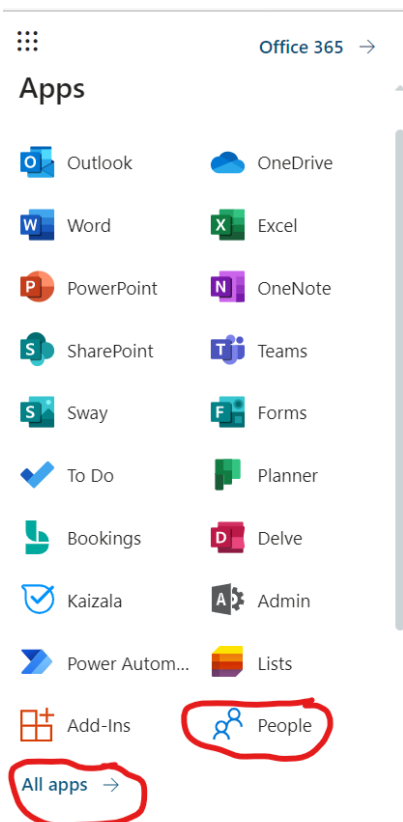 Office 365 →
Apps
Outlook OneDrive
Word Excel
PowerPoint OneNote
SharePoint Teams
Sway Forms
To Do Planner
Bookings Delve
Kaizala Admin
Power Autom... Lists
Add-Ins People
All apps →